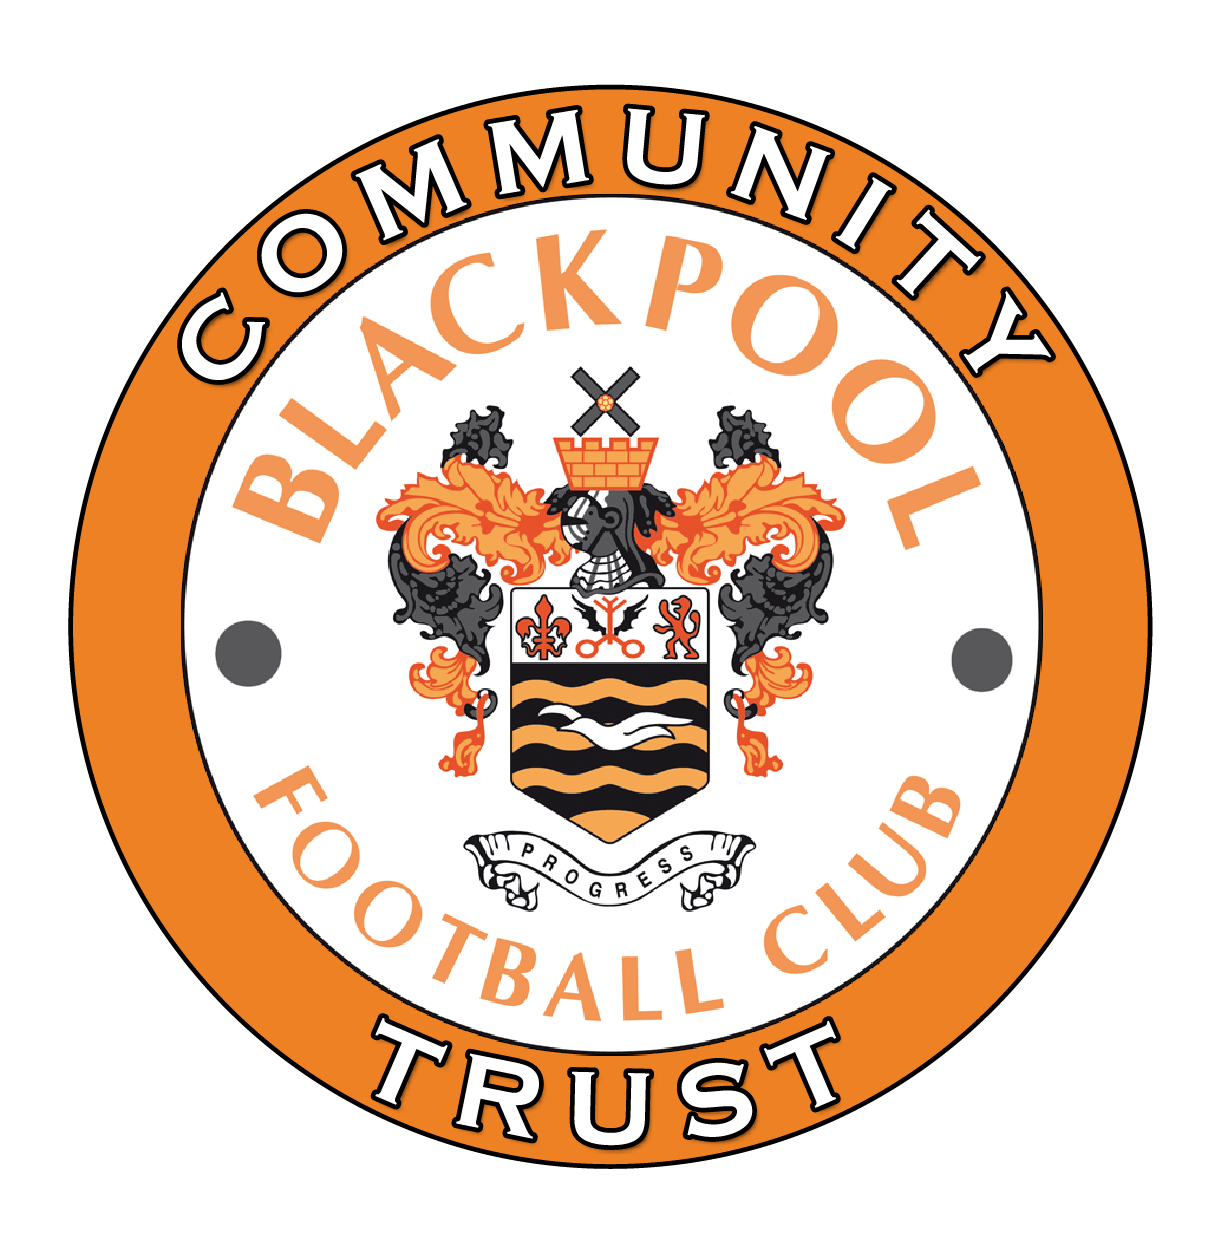 COMMUNITY
BLACKPOOL
PROGRESS
FOOTBALL CLUB
TRUST